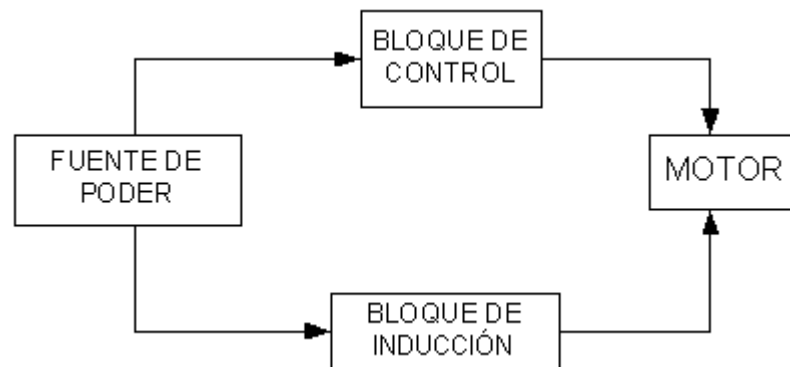 BLOQUE DE
CONTROL
FUENTE DE
PODER
MOTOR
BLOQUE DE
INDUCCIÓN